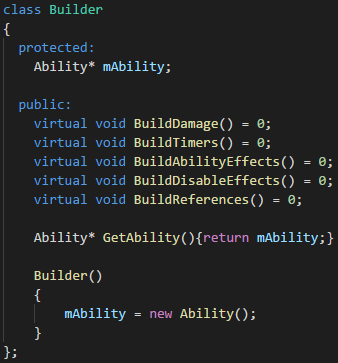 class Builder
{
protected:
Ability* mAbility;
public:
virtual void BuildDamage() = 0;
virtual void BuildTimers() = 0;
virtual void BuildAbilityEffects() = 0;
virtual void BuildDisableEffects() = 0;
virtual void BuildReferences() = 0;
Ability* GetAbility(){return mAbility;}
Builder()
{
mAbility = new Ability();
}
};